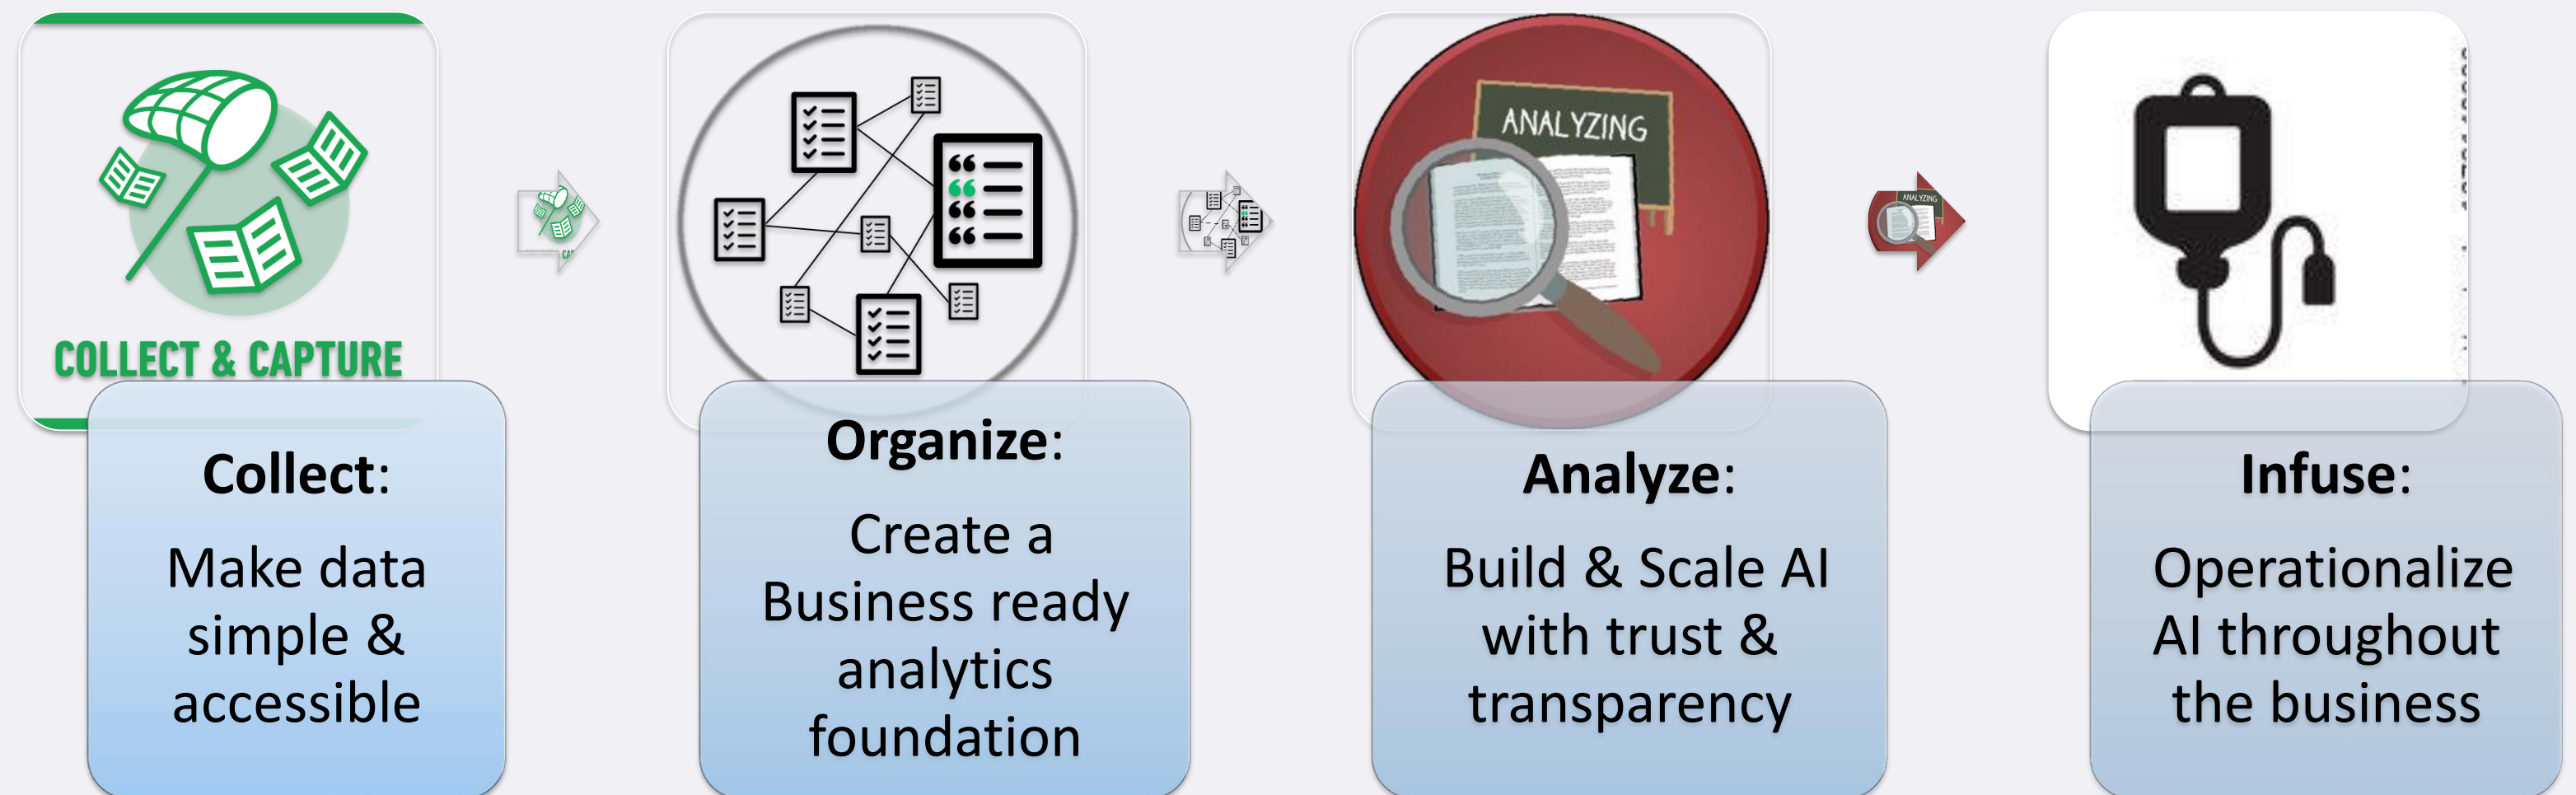 COLLECT & CAPTURE
Collect:
Make data
simple &
accessible
Organize:
Create a
Business ready
analytics
foundation
ANALYZING
Analyze:
Build & Scale AI
with trust &
transparency
ANALYZING
Infuse:
Operationalize
AI throughout
the business